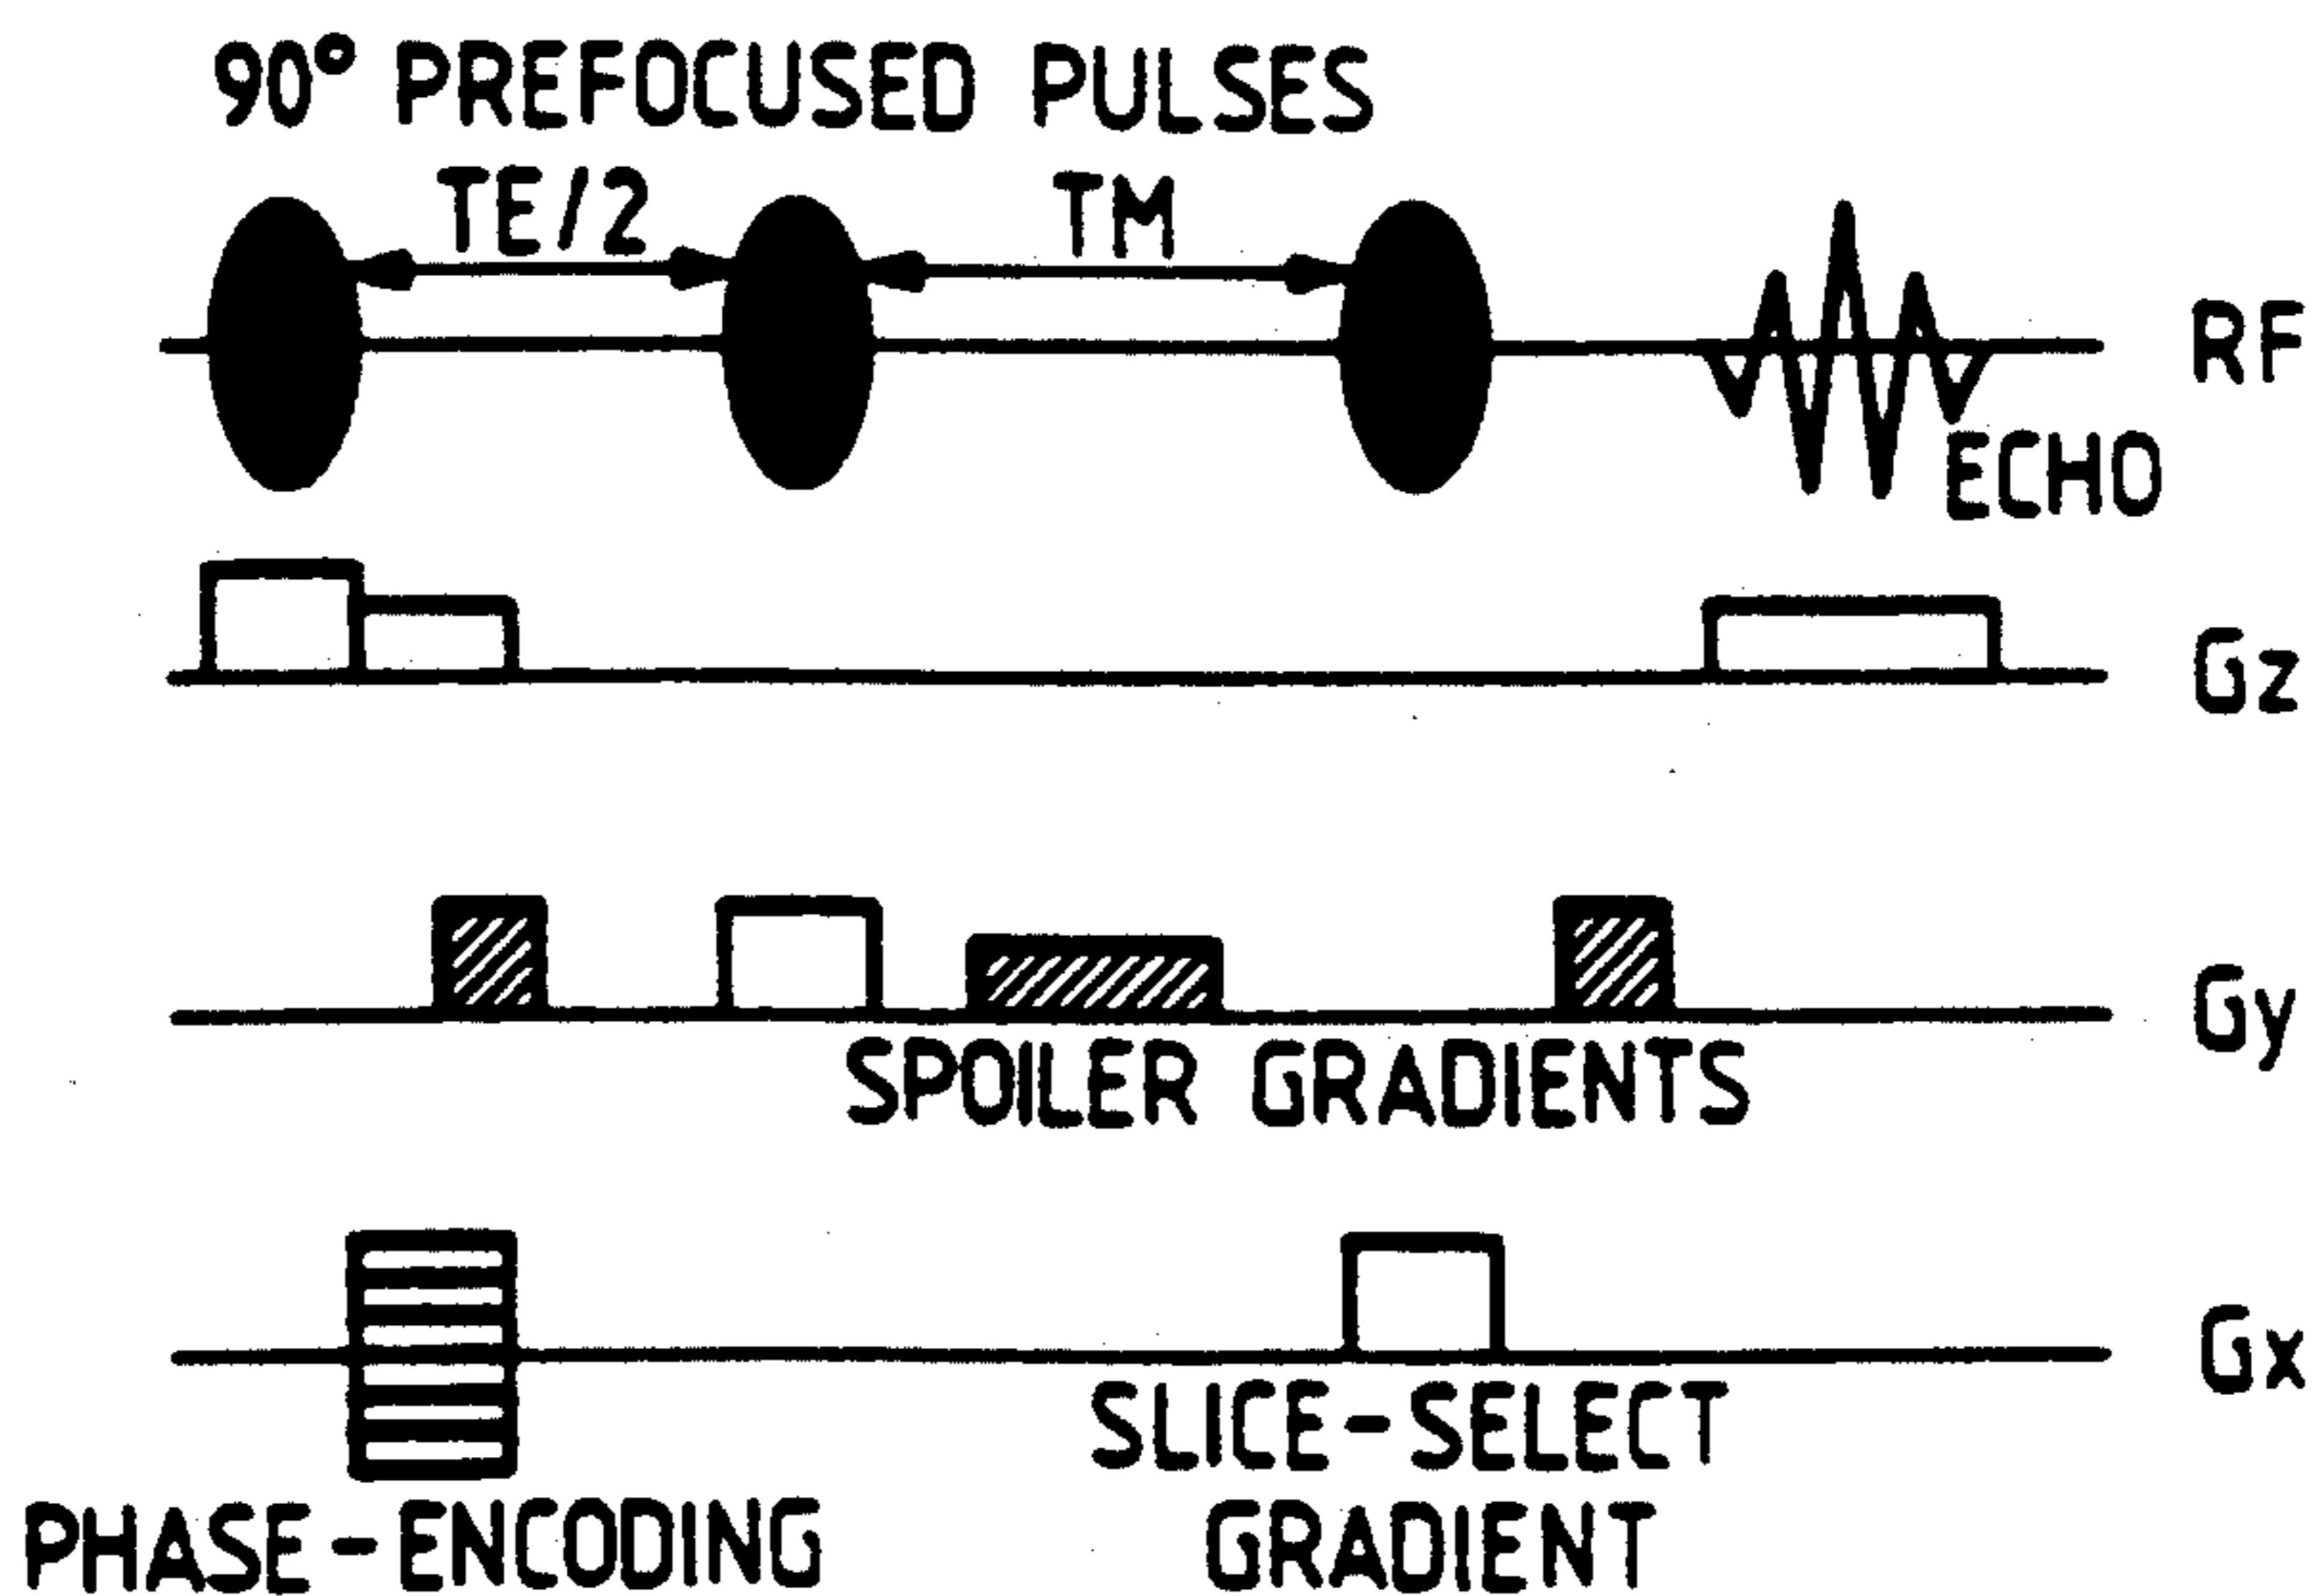 90° PREFOCUSED PULSES
TE/2
TM
RF
ECHO
Gz
Gy
SPOILER GRADIENTS
Gx
SLICE-SELECT
GRADIENT
PHASE-ENCODING